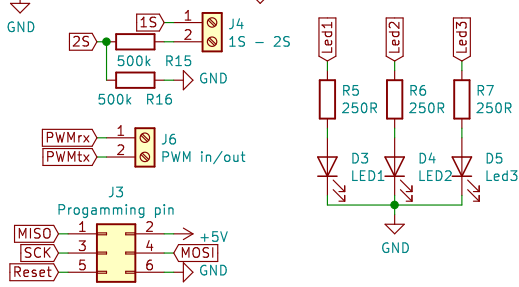 GND
1S
1
J4
2S
2
1S - 2S
500k R15
GND
500k R16
PWMrx
1
J6
PWMtx
2
PWM in/out
J3
Progamming pin
MISO
1
2
+5V
SCK
3
4
MOSI
Reset
5
6
GND
Led1
Led2
Led3
R5
250R
R6
250R
R7
250R
D3
LED1
D4
LED2
D5
Led3
GND